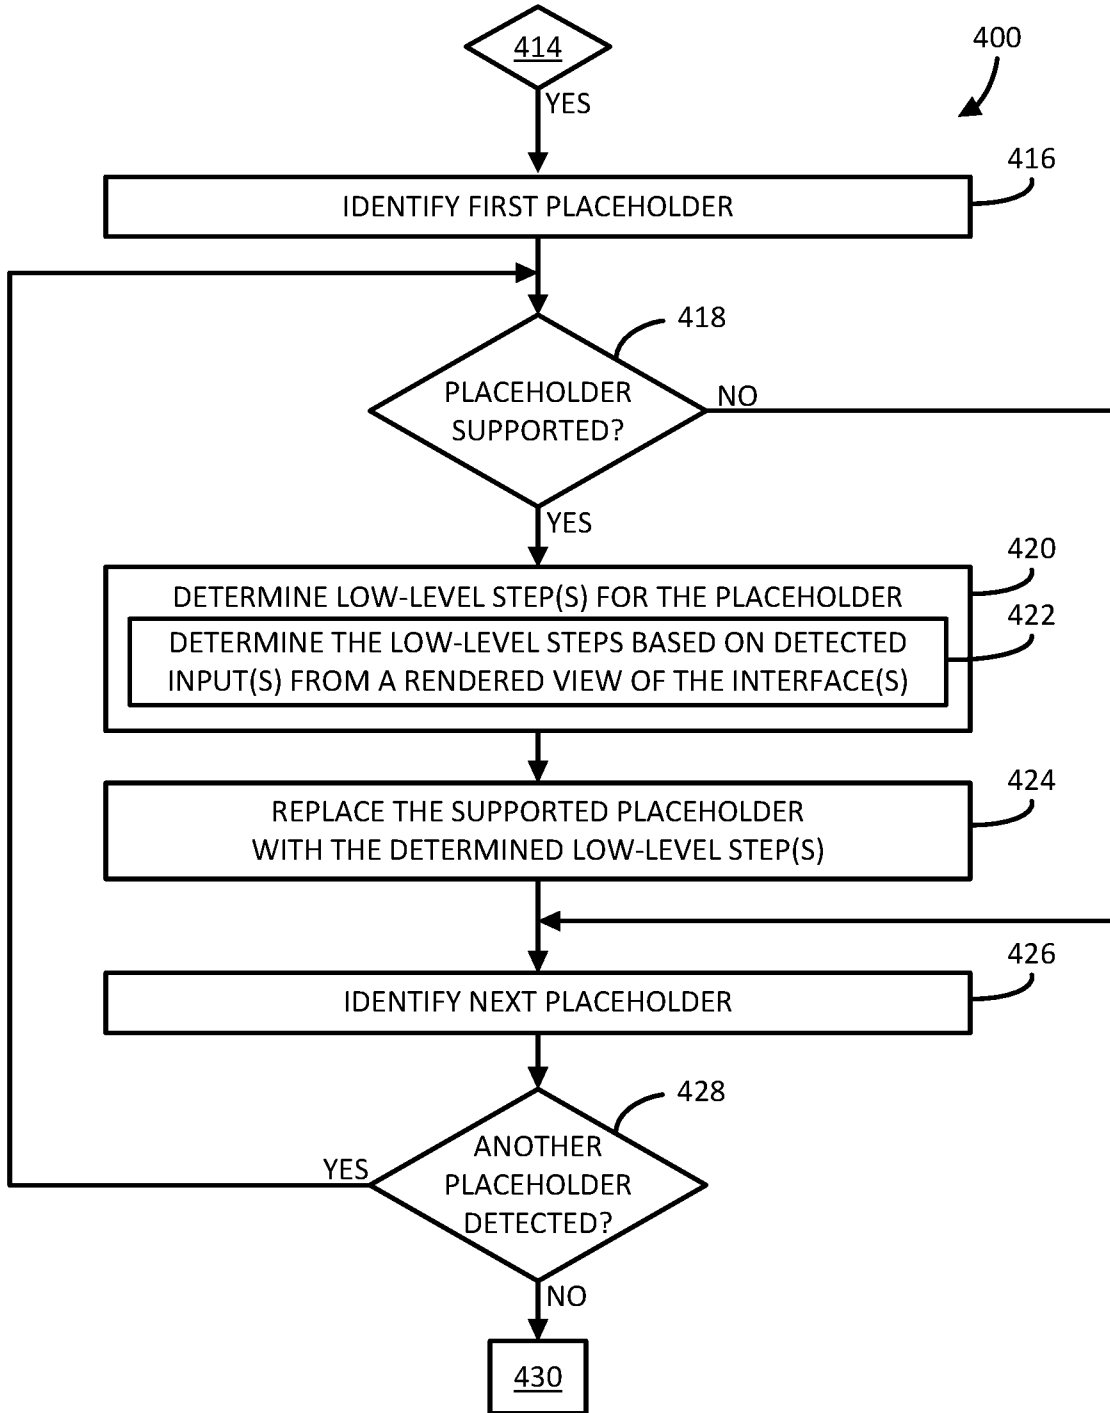 414
400
YES
416
IDENTIFY FIRST PLACEHOLDER
418
PLACEHOLDER
SUPPORTED?
NO
YES
420
DETERMINE LOW-LEVEL STEP(S) FOR THE PLACEHOLDER
422
DETERMINE THE LOW-LEVEL STEPS BASED ON DETECTED
INPUT(S) FROM A RENDERED VIEW OF THE INTERFACE(S)
424
REPLACE THE SUPPORTED PLACEHOLDER
WITH THE DETERMINED LOW-LEVEL STEP(S)
426
IDENTIFY NEXT PLACEHOLDER
428
ANOTHER
PLACEHOLDER
DETECTED?
YES
NO
430